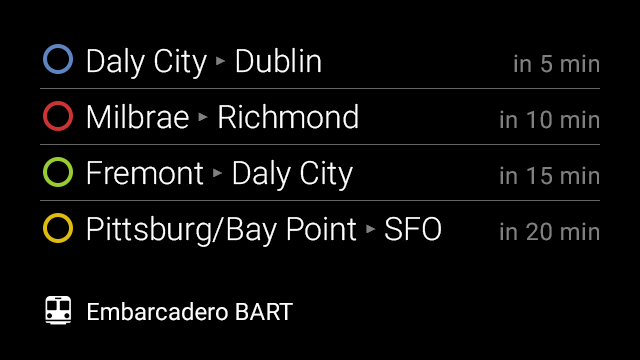 Daly City ▸ Dublin in 5 min
Milbrae ▸ Richmond in 10 min
Fremont ▸ Daly City in 15 min
Pittsburg/Bay Point ▸ SFO in 20 min
Embarcadero BART